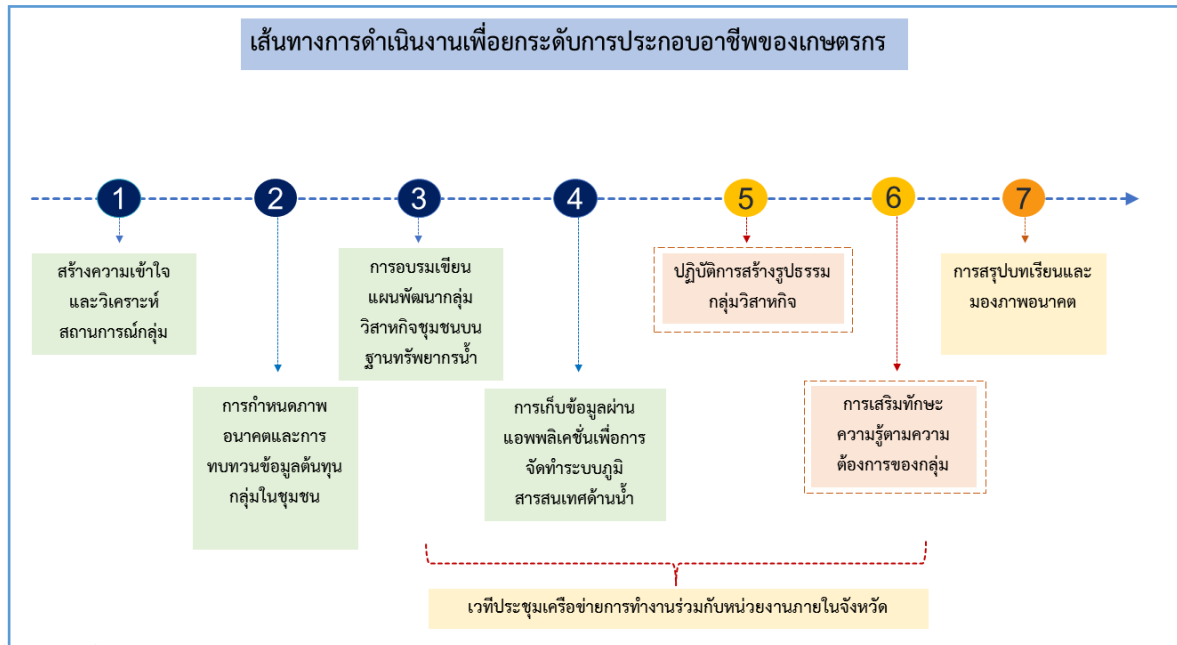 เส้นทางการดำเนินงานเพื่อยกระดับการประกอบอาชีพของเกษตรกร
1
2
3
4
5
6
7
สร้างความเข้าใจ
และวิเคราะห์
สถานการณ์กลุ่ม
การกำหนดภาพ
อนาคตและการ
ทบทวนข้อมูลต้นทุน
กลุ่มในชุมชน
การอบรมเขียน
แผนพัฒนากลุ่ม
วิสาหกิจชุมชนบน
ฐานทรัพยากรน้ำ
การเก็บข้อมูลผ่าน
แอพพลิเคชั่นเพื่อการ
จัดทำระบบภูมิ
สารสนเทศด้านน้ำ
ปฏิบัติการสร้างรูปธรรม
กลุ่มวิสาหกิจ
การเสริมทักษะ
ความรู้ตามความ
ต้องการของกลุ่ม
การสรุปบทเรียนและ
มองภาพอนาคต
เวทีประชุมเครือข่ายการทำงานร่วมกับหน่วยงานภายในจังหวัด